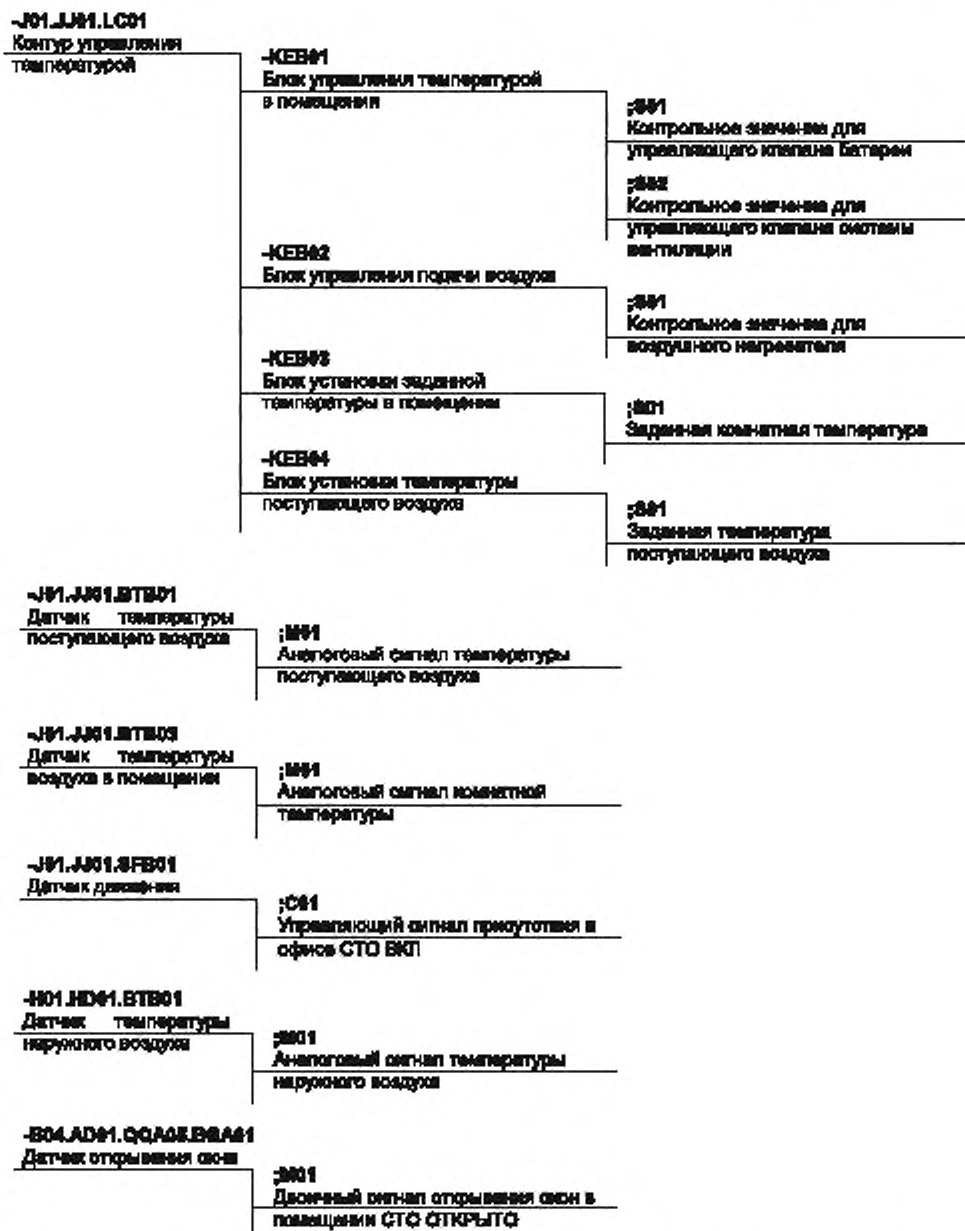 -J01.JJ01.LC01
Контур управления
температурой
-KEB01
Блок управления температурой
в помещения
;S01
Контрольное значение для
управляющего клапана батареи
;S02
Контрольное значение для
управляющего клапана системы
вентиляции
-KEB02
Блок управления подачи воздуха
;S01
Контрольное значение для
воздушного нагревателя
-KEB03
Блок установки заданной
температуры в помещении
;S01
Заданная комнатная температура
-KEB04
Блок установки температуры
поступающего воздуха
;S01
Заданная температура
поступающего воздуха
-J01.JJ01.BTB01
Датчик температуры
поступающего воздуха
;M01
Аналоговый сигнал температуры
поступающего воздуха
Датчик температуры
воздуха в помещении
;M01
Аналоговый сигнал комнатной
температуры
-J01.JJ01.SFB01
Датчик движения
;C01
Управляющий сигнал присутствия в
офисе СТО ВКЛ
-H01.HD01.BTB01
Датчик температуры
наружного воздуха
;M01
Аналоговый сигнал температуры
наружного воздуха
Датчик открывания окна
;M01
Двоичный сигнал открывания окон в
помещении СТО ОТКРЫТО